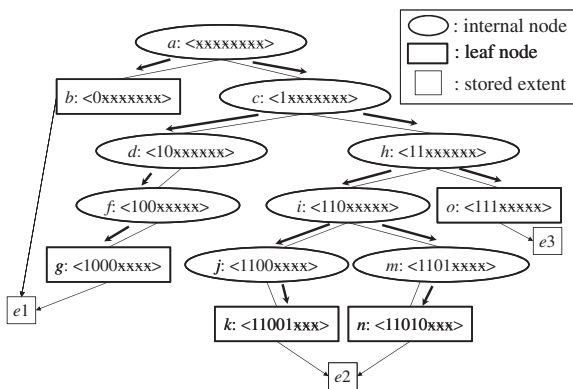 a: <xxxxxxxx>
: internal node
: leaf node
: stored extent
b: <0xxxxxxx>
c: <1xxxxxxx>
d: <10xxxxxx>
h: <11xxxxxx>
f: <100xxxxx>
i: <110xxxxx>
o: <111xxxxx>
g: <1000xxxx>
j: <1100xxxx>
m: <1101xxxx>
e3
e1
k: <11001xxx>
n: <11010xxx>
e2